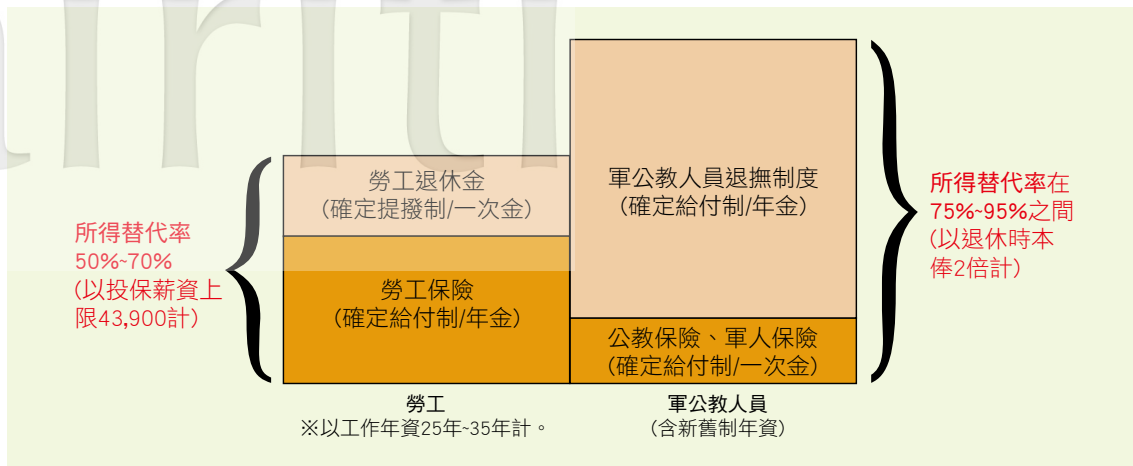 airiti
勞工退休金
(確定提撥制/一次金)
軍公教人員退撫制度
(確定給付制/年金)
所得替代率在
75%~95%之間
(以退休時本
俸2倍計)
所得替代率
50%~70%
(以投保薪資上
限43,900計)
勞工保險
(確定給付制/年金)
公教保險、軍人保險
(確定給付制/一次金)
勞工
※以工作年資25年~35年計。
軍公教人員
(含新舊制年資)